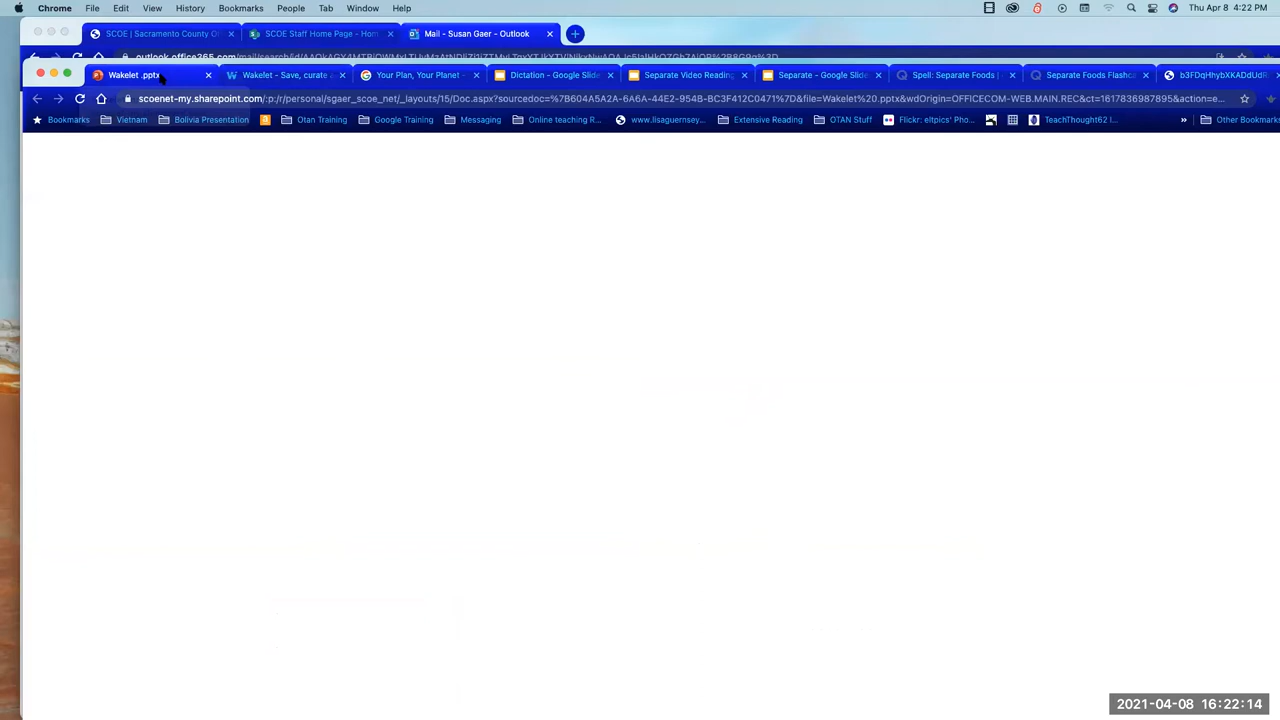 Chrome File Edit View History Bookmarks People Tab Window Help Thu Apr 8 4:22 PM
SCOE | Sacramento County Of SCOE Staff Home Page - Hom Mail - Susan Gaer - Outlook
Wakelet .pptx Wakelet - Save, curate a Your Plan, Your Planet - Dictation - Google Slide Separate Video Reading Separate - Google Slide Spell: Separate Foods | Separate Foods Flashca b3FDqHhybXKADdUdR
scoenet-my.sharepoint.com/:p:/r/personal/sgaer_scoe_net/_layouts/15/Doc.aspx?sourcedoc=%7B604A5A2A-6A6A-44E2-954B-BC3F412C0471%7D&file=Wakelet%20.pptx&wdOrigin=OFFICECOM-WEB.MAIN.REC&ct=1617836987895&action=e...
Bookmarks Vietnam Bolivia Presentation Otan Training Google Training Messaging Online teaching R... www.lisaguernsey... Extensive Reading OTAN Stuff Flickr: eltpics' Pho... TeachThought62 I... » Other Bookmarks
2021-04-08 16:22:14